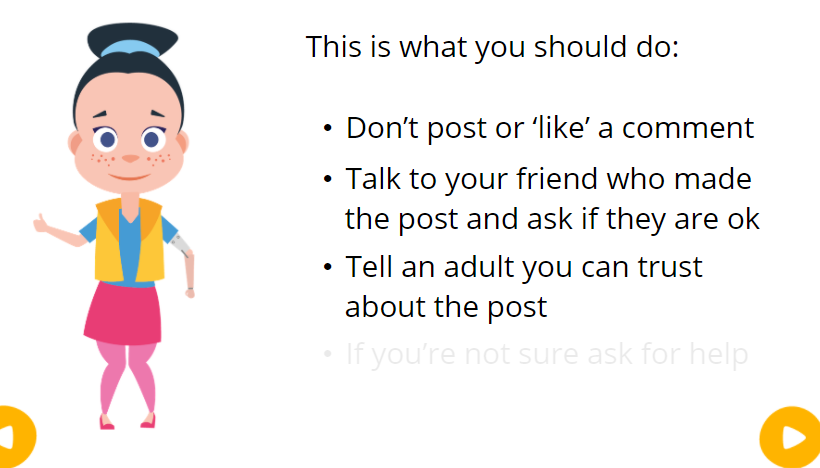 This is what you should do:
• Don’t post or ‘like’ a comment
• Talk to your friend who made
the post and ask if they are ok
• Tell an adult you can trust
about the post
• If you’re not sure ask for help